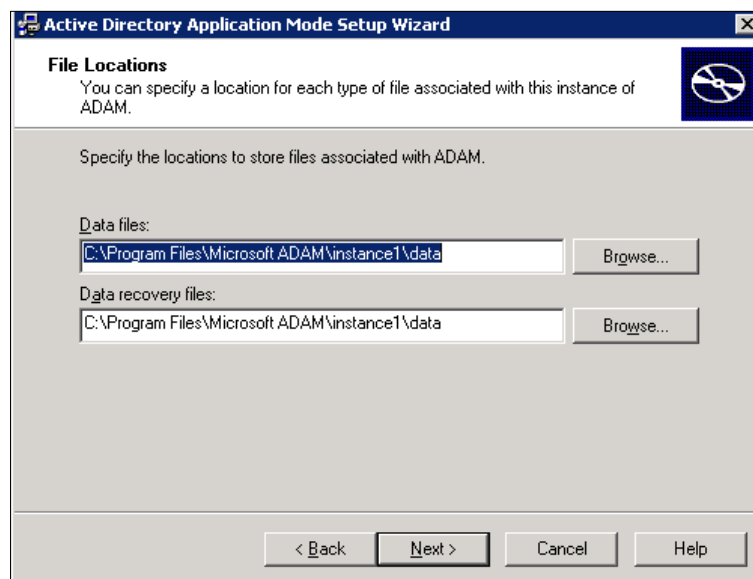 Active Directory Application Mode Setup Wizard
File Locations
You can specify a location for each type of file associated with this instance of
ADAM.
Specify the locations to store files associated with ADAM.
Data files:
C:\Program Files\Microsoft ADAM\instance1\data
Browse...
Data recovery files:
C:\Program Files\Microsoft ADAM\instance1\data
Browse...
< Back Next > Cancel Help